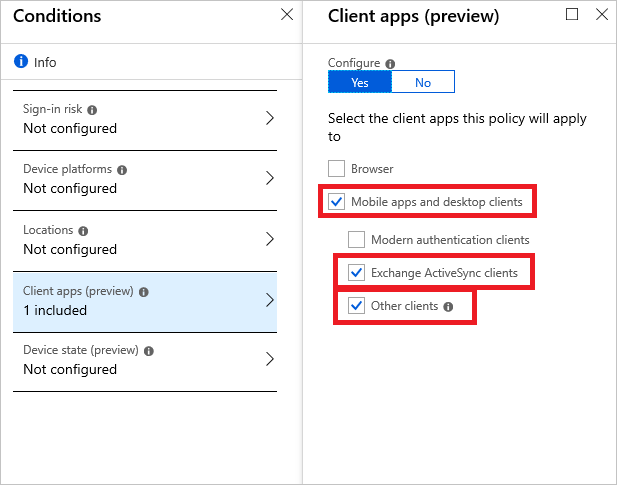 Conditions
Info
Sign-in risk
Not configured
Device platforms
Not configured
Locations
Not configured
Client apps (preview)
1 included
Device state (preview)
Not configured
Client apps (preview)
Configure
Yes No
Select the client apps this policy will apply
to
Browser
Mobile apps and desktop clients
Modern authentication clients
Exchange ActiveSync clients
Other clients